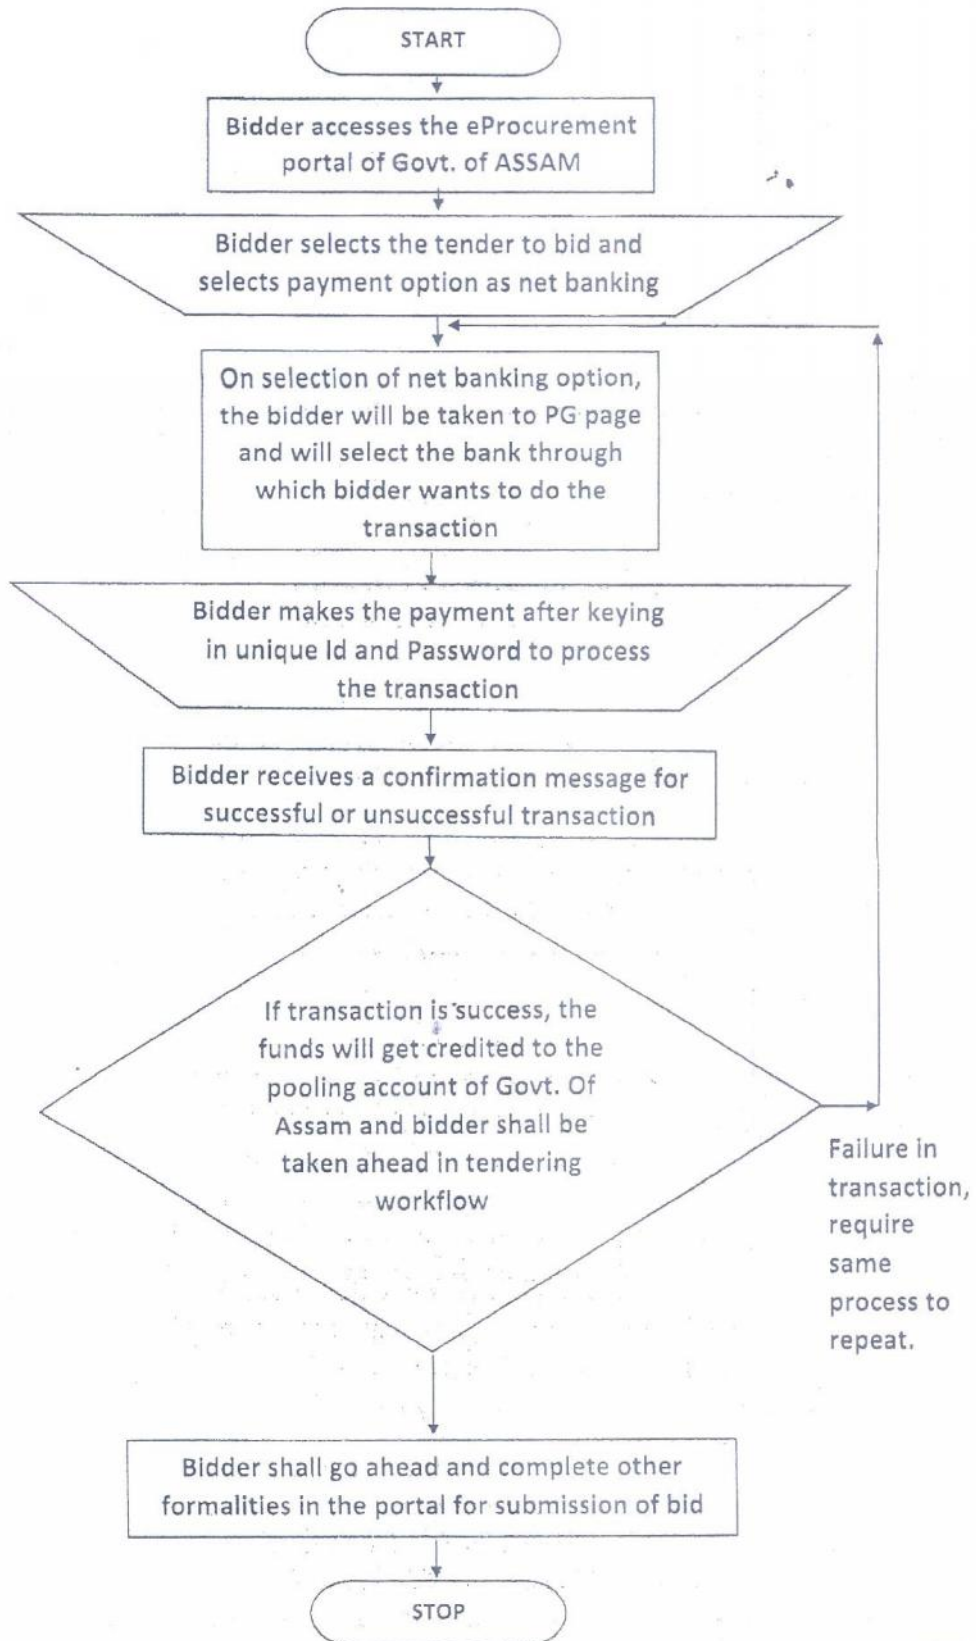 START
Bidder accesses the eProcurement
portal of Govt. of ASSAM
Bidder selects the tender to bid and
selects payment option as net banking
On selection of net banking option,
the bidder will be taken to PG page
and will select the bank through
which bidder wants to do the
transaction
Bidder makes the payment after keying
in unique Id and Password to process
the transaction
Bidder receives a confirmation message for
successful or unsuccessful transaction
If transaction is success, the
funds will get credited to the
pooling account of Govt. Of
Assam and bidder shall be
taken ahead in tendering
workflow
Failure in
transaction,
require
same
process to
repeat.
Bidder shall go ahead and complete other
formalities in the portal for submission of bid
STOP